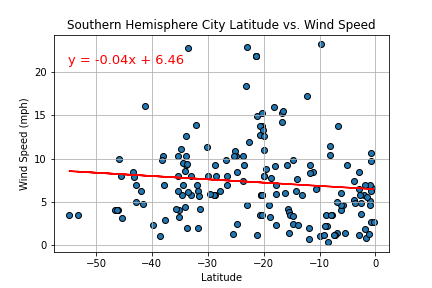 Southern Hemisphere City Latitude vs. Wind Speed
y = -0.04x + 6.46
Wind Speed (mph)
20
15
10
5
0
−50
−40
−30
−20
−10
0
Latitude